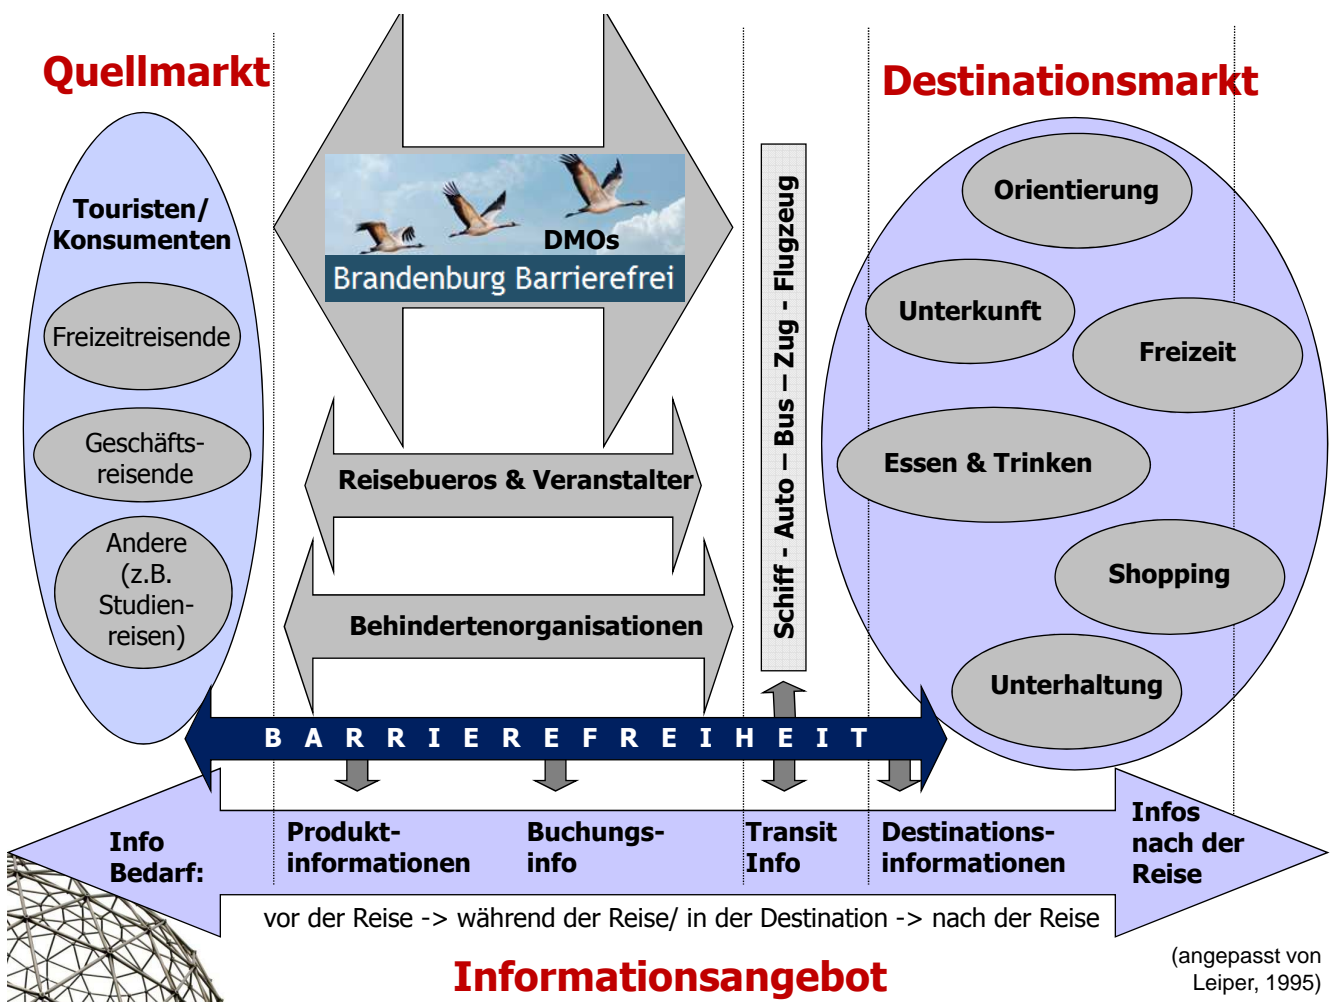 Quellmarkt
Destinationsmarkt
Touristen/
Konsumenten
Freizeitreisende
Geschäfts-
reisende
Andere
(z.B.
Studien-
reisen)
DMOs
Brandenburg Barrierefrei
Reisebueros & Veranstalter
Behindertenorganisationen
Schiff - Auto – Bus – Zug - Flugzeug
Orientierung
Unterkunft
Freizeit
Essen & Trinken
Shopping
Unterhaltung
B A R R I E R E F R E I H E I T
Info
Bedarf:
Produkt-
informationen
Buchungs-
info
Transit
Info
Destinations-
informationen
Infos
nach der
Reise
vor der Reise -> während der Reise/ in der Destination -> nach der Reise
Informationsangebot
(angepasst von
Leiper, 1995)